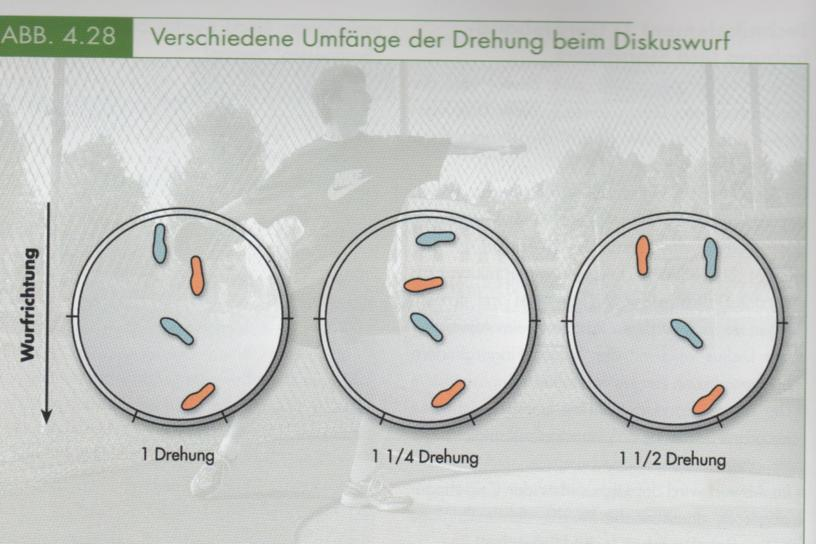 ABB. 4.28 Verschiedene Umfänge der Drehung beim Diskuswurf
Wurfrichtung
1 Drehung
1 1/4 Drehung
1 1/2 Drehung